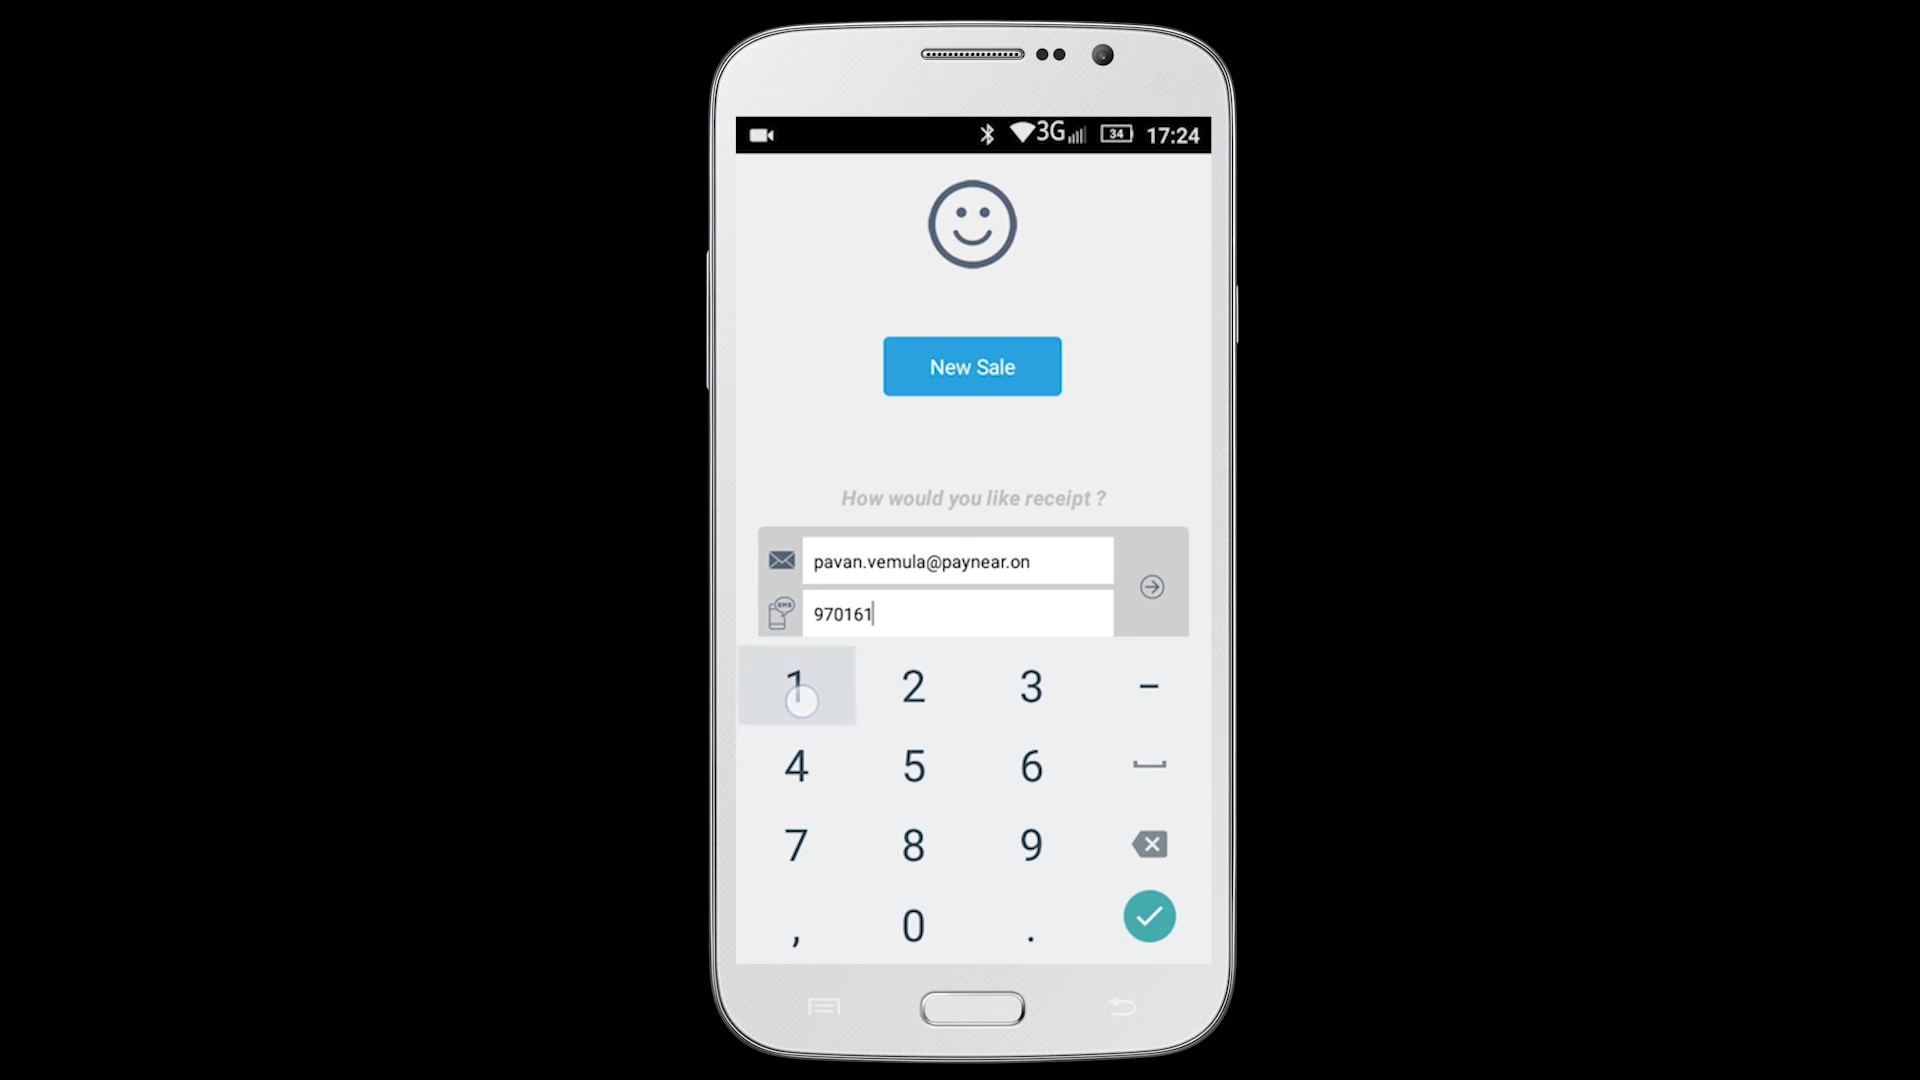 3G 34 17:24
New Sale
How would you like receipt ?
pavan.vemula@paynear.on
SMS
970161
1 2 3 –
4 5 6
7 8 9
, 0 .